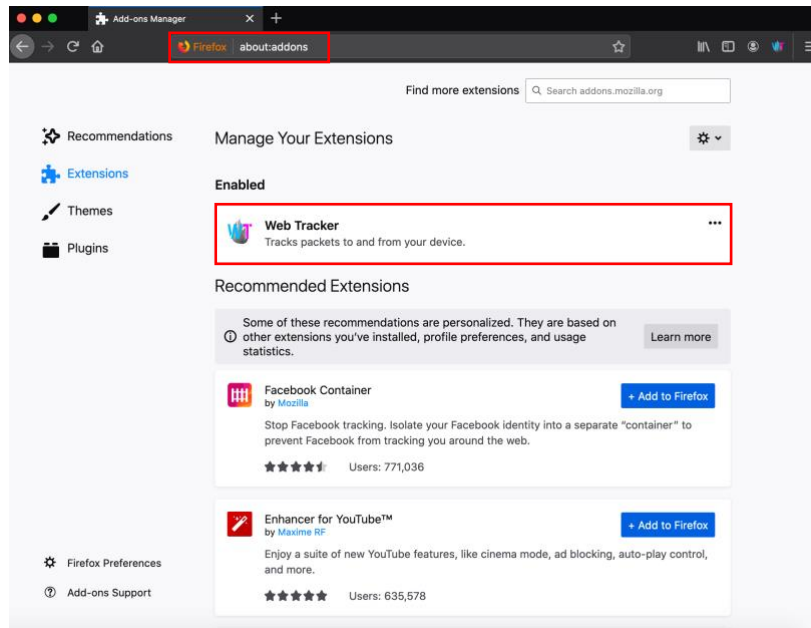 Add-ons Manager
Firefox about:addons
Find more extensions
Search addons.mozilla.org
Recommendations
Extensions
Themes
Plugins
Manage Your Extensions
Enabled
Web Tracker
Tracks packets to and from your device.
Recommended Extensions
Some of these recommendations are personalized. They are based on
other extensions you've installed, profile preferences, and usage
statistics.
Learn more
Facebook Container
by Mozilla
+ Add to Firefox
Stop Facebook tracking. Isolate your Facebook identity into a separate “container” to
prevent Facebook from tracking you around the web.
Users: 771,036
Enhancer for YouTube™
by Maxime RF
+ Add to Firefox
Enjoy a suite of new YouTube features, like cinema mode, ad blocking, auto-play control,
and more.
Users: 635,578
Firefox Preferences
Add-ons Support